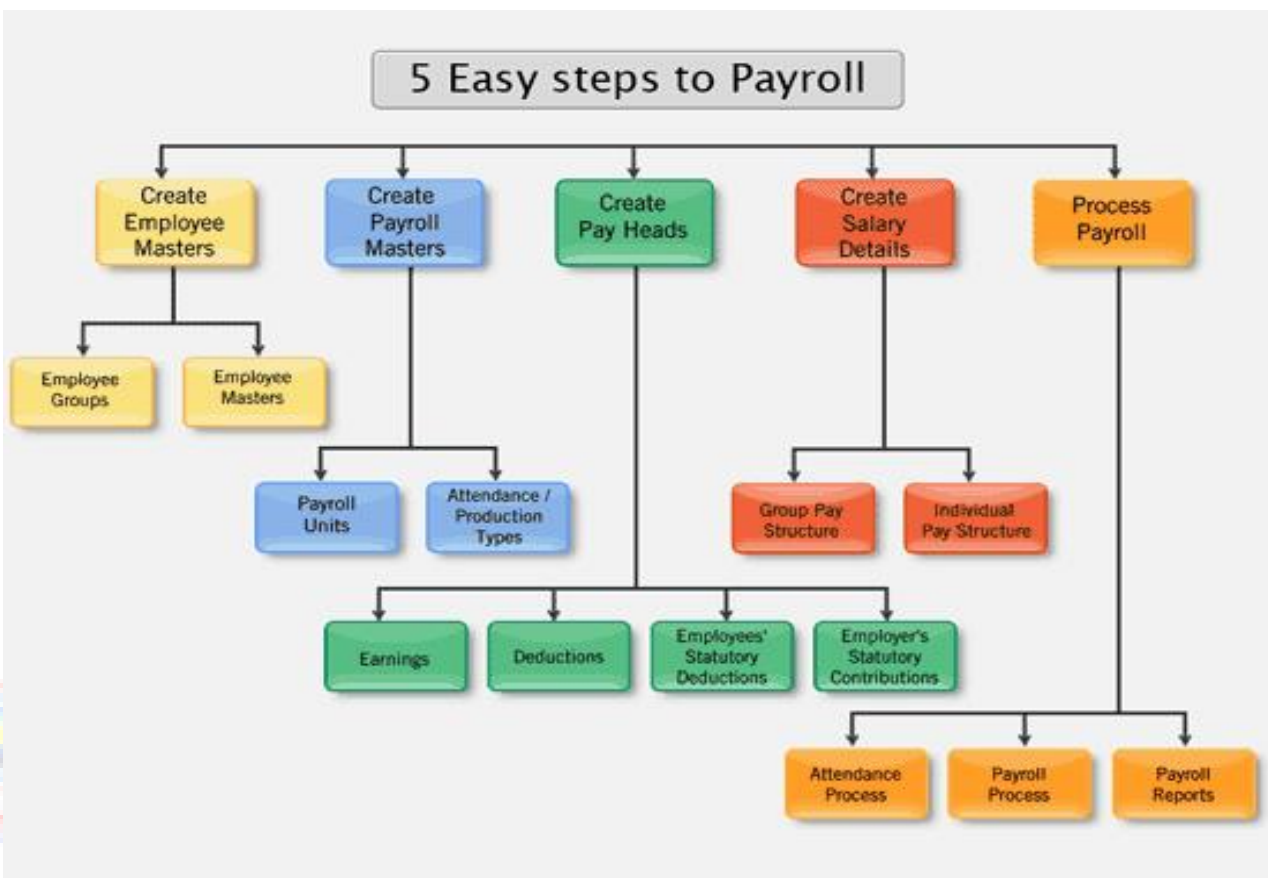 5 Easy steps to Payroll
Create
Employee
Masters
Create
Payroll
Masters
Create
Pay Heads
Create
Salary
Details
Process
Payroll
Employee
Groups
Employee
Masters
Payroll
Units
Attendance /
Production
Types
Group Pay
Structure
Individual
Pay Structure
Earnings
Deductions
Employees'
Statutory
Deductions
Employer's
Statutory
Contributions
Attendance
Process
Payroll
Process
Payroll
Reports